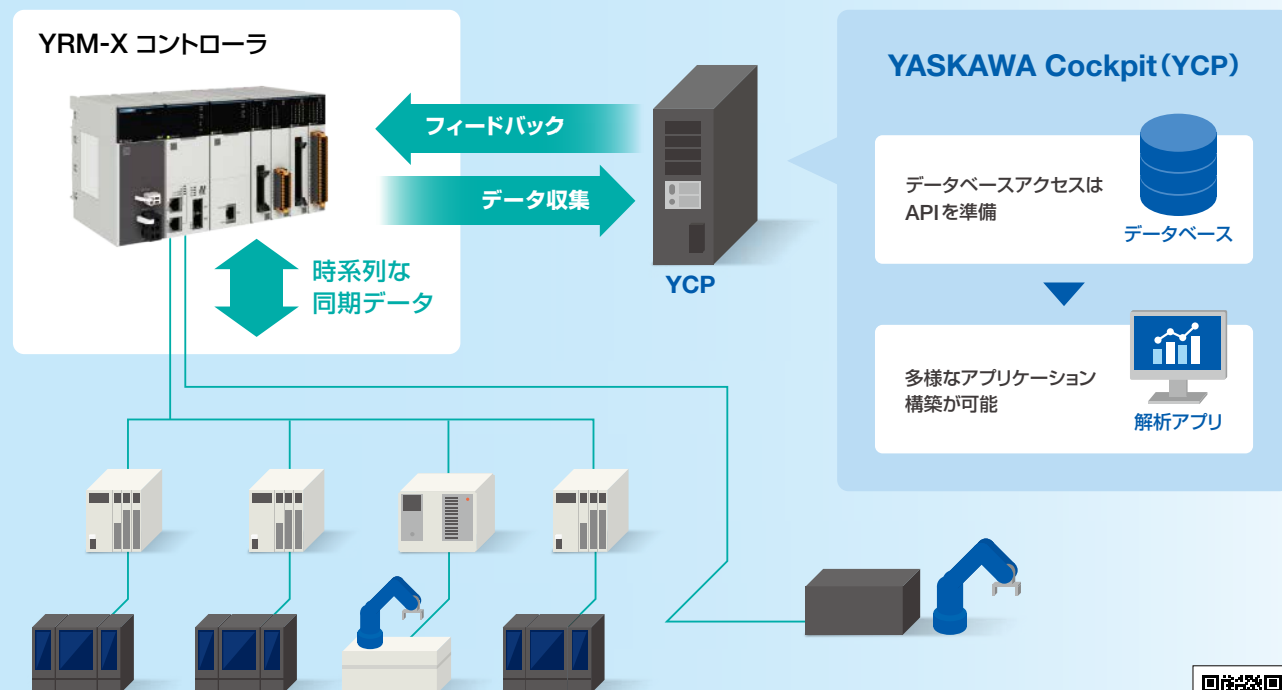 YRM-X コントローラ
フィードバック
データ収集
時系列な
同期データ
YCP
YASKAWA Cockpit（YCP）
データベースアクセスは
APIを準備
データベース
多様なアプリケーション
構築が可能
解析アプリ